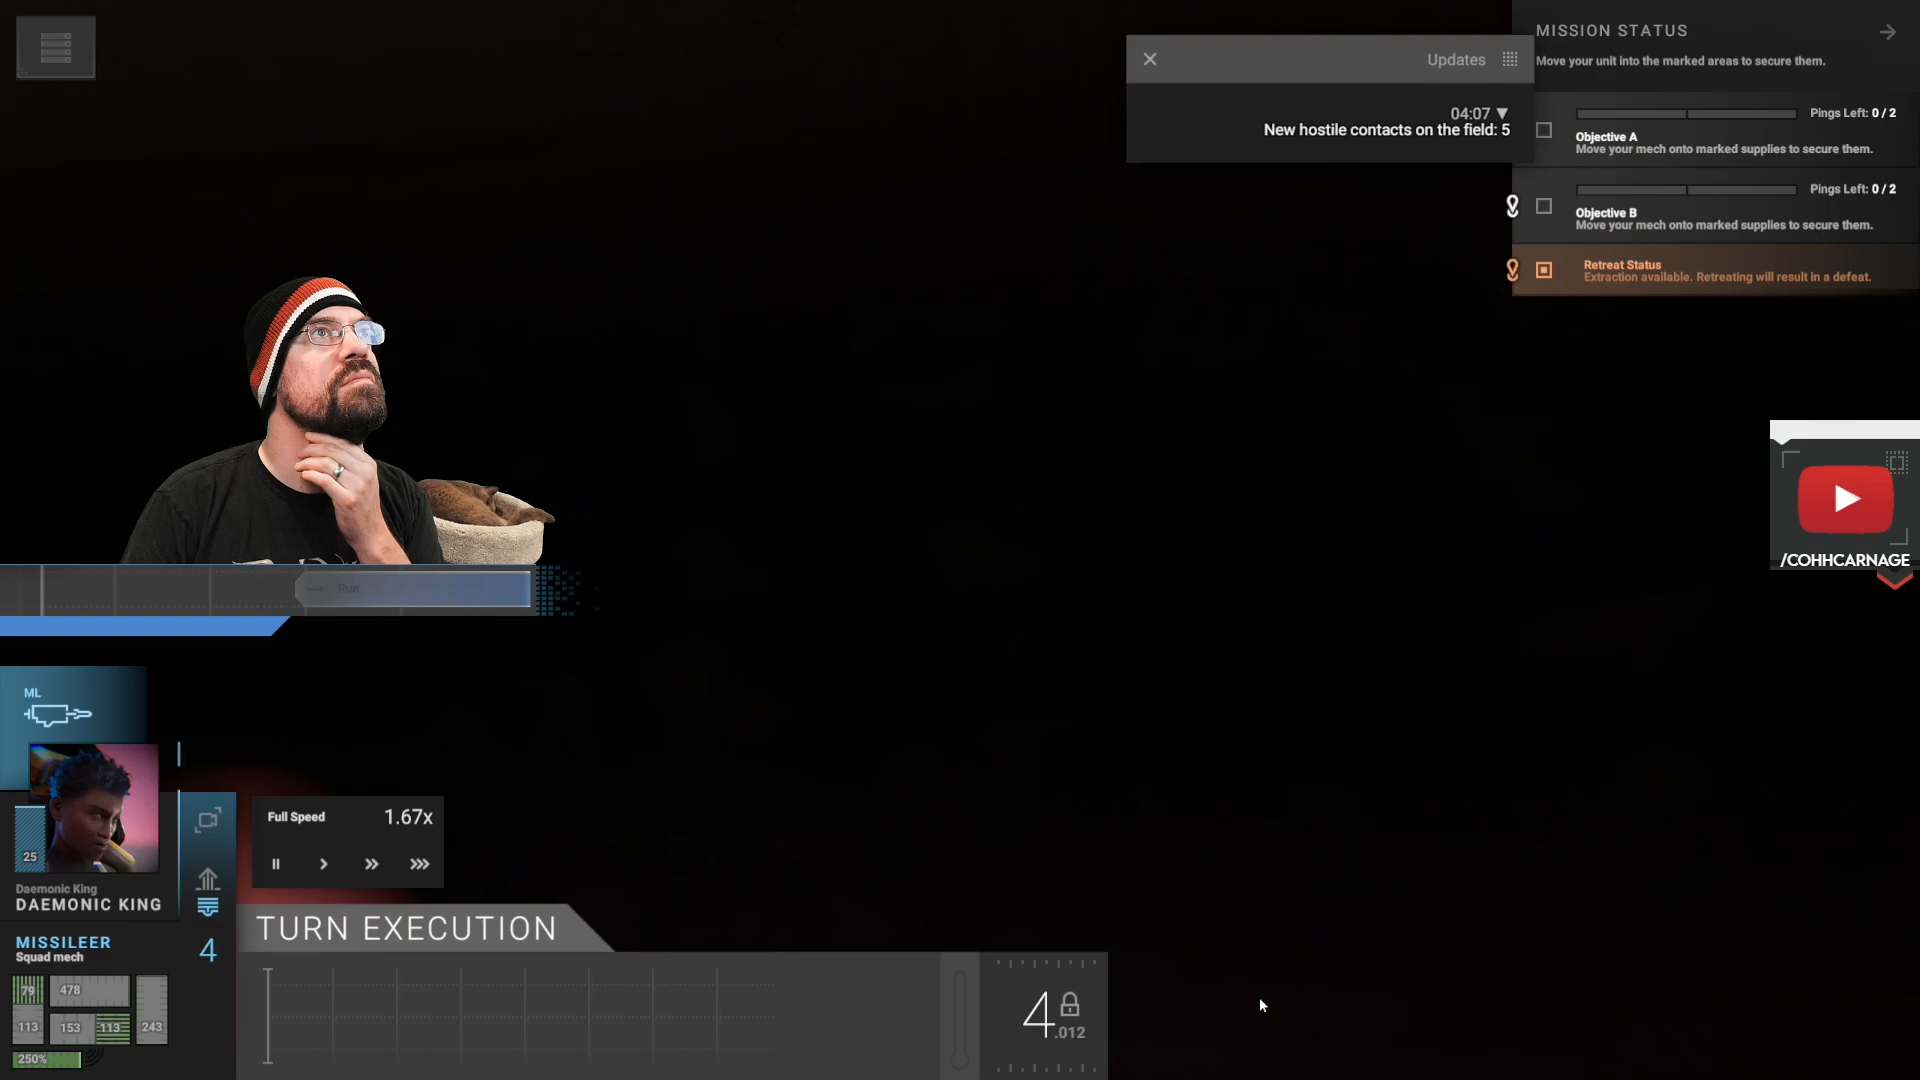 MISSION STATUS
Move your unit into the marked areas to secure them.
Updates
04:07
New hostile contacts on the field: 5
Pings Left: 0 / 2
Objective A
Move your mech onto marked supplies to secure them.
Pings Left: 0 / 2
Objective B
Move your mech onto marked supplies to secure them.
Retreat Status
Extraction available. Retreating will result in a defeat.
/COHHCARNAGE
Run
ML
25
Daemonic King
DAEMONIC KING
Full Speed
1.67x
TURN EXECUTION
MISSILEER
Squad mech
4
79
478
113
153
113
243
250%
4.012